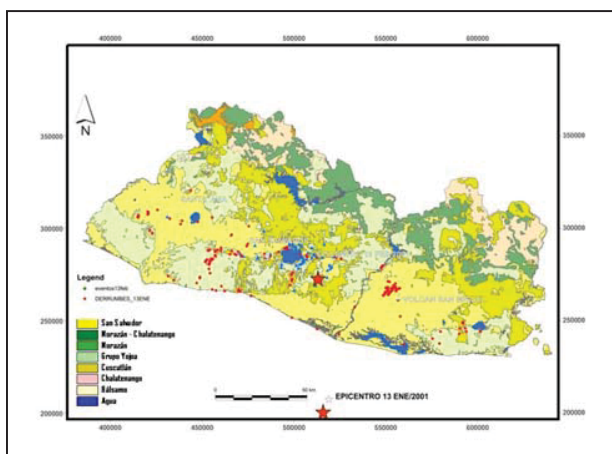 400000 450000 500000 550000 600000
350000 350000
N
300000 300000
Legend
eventos13feb
DERRUMBES_13ENE
250000 250000
San Salvador
Morazán - Chalatenango
Morazán
Grupo Yojoa
Cuscatlán
Chalatenango
Bálsamo
Agua
VOLCAN SAN
0 60 km
EPICENTRO 13 ENE/2001
200000 200000
400000 450000 500000 550000 600000